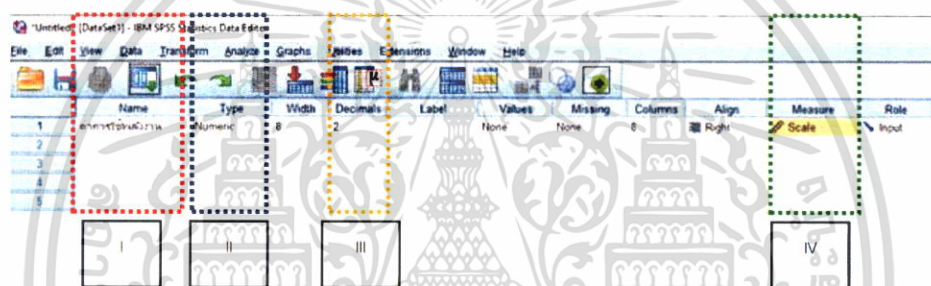 *Untitled1 [DataSet1] - IBM SPSS Statistics Data Editor
File Edit View Data Transform Analyze Graphs Utilities Extensions Window Help
Name Type Width Decimals Label Values Missing Columns Align Measure Role
1 Numeric 8 2 None None 8 Right Scale Input
2
3
4
5
I II III IV